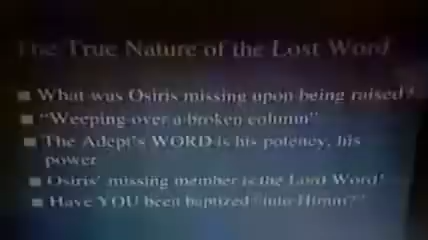 The True Nature of the Lost Word
What was Osiris missing upon being raised?
"Weeping over a broken column"
The Adept's WORD is his potency, his
power
Osiris' missing member is the Lost Word!
Have YOU been baptized "into Him?"